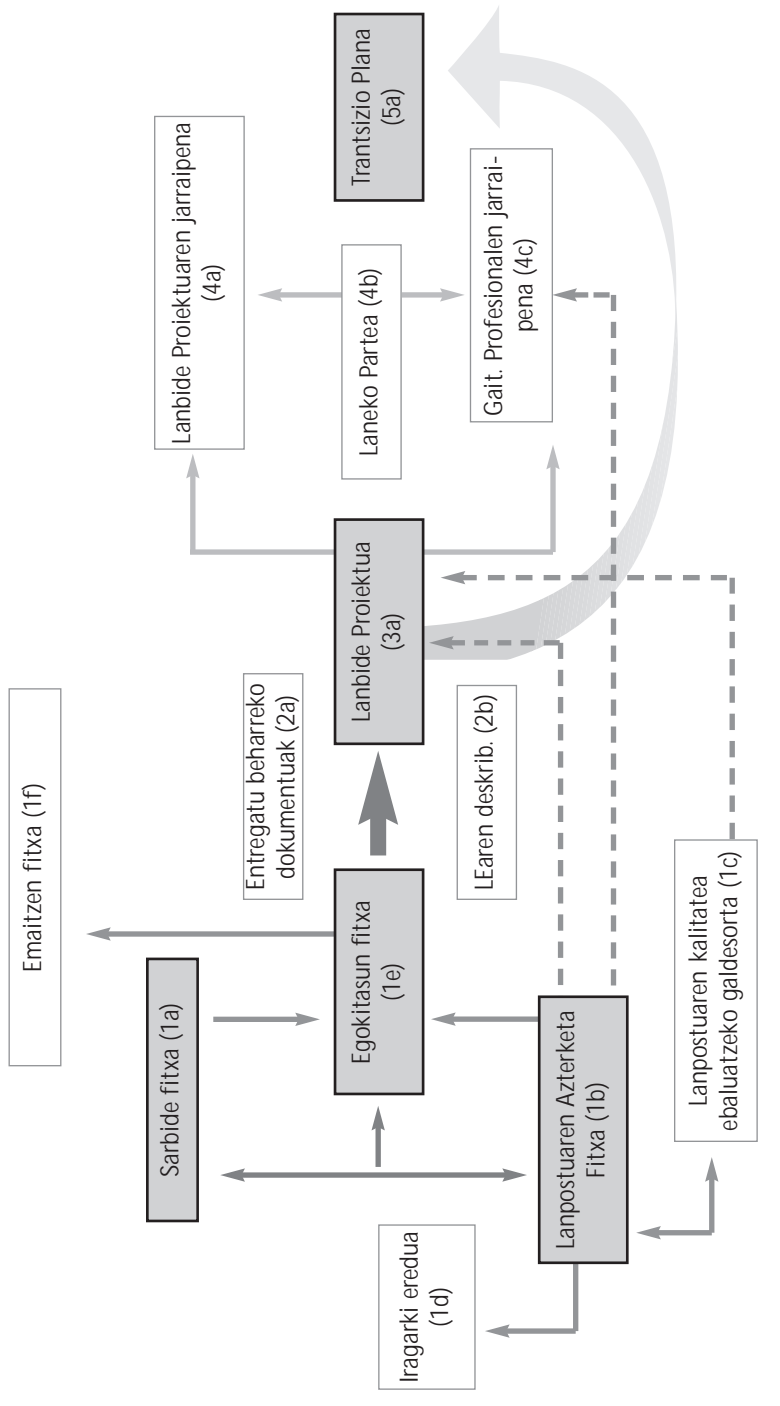 Emaitzen fitxa (1f)
Sarbide fitxa (1a)
Iragarki eredua
(1d)
Egokitasun fitxa
(1e)
Lanpostuaren Azterketa
Fitxa (1b)
Lanpostuaren kalitatea
ebaluatzeko galdesorta (1c)
Entregatu beharreko
dokumentuak (2a)
LEaren deskrib. (2b)
Lanbide Proiektua
(3a)
Lanbide Proiektuaren jarraipena
(4a)
Laneko Partea (4b)
Gait. Profesionalen jarrai-
pena (4c)
Trantsizio Plana
(5a)